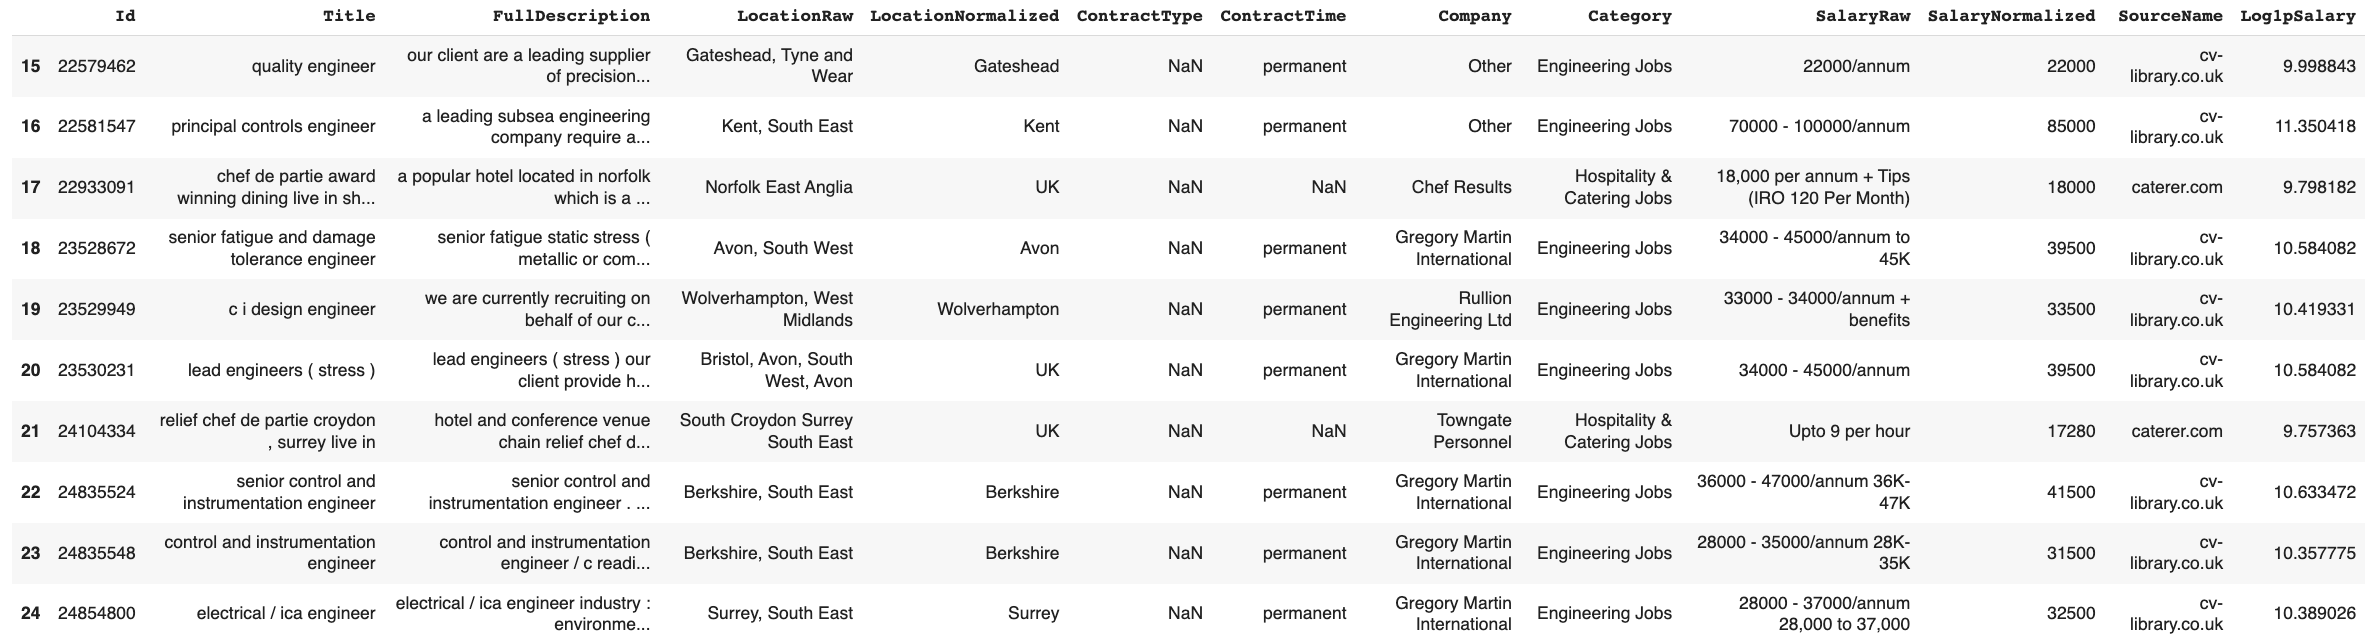 Id Title FullDescription LocationRaw LocationNormalized ContractType ContractTime Company Category SalaryRaw SalaryNormalized SourceName Log1pSalary
15 22579462 quality engineer our client are a leading supplier of precision... Gateshead, Tyne and Wear Gateshead NaN permanent Other Engineering Jobs 22000/annum 22000 cv-library.co.uk 9.998843
16 22581547 principal controls engineer a leading subsea engineering company require a... Kent, South East Kent NaN permanent Other Engineering Jobs 70000 - 100000/annum 85000 cv-library.co.uk 11.350418
17 22933091 chef de partie award winning dining live in sh... a popular hotel located in norfolk which is a ... Norfolk East Anglia UK NaN NaN Chef Results Hospitality & Catering Jobs 18,000 per annum + Tips (IRO 120 Per Month) 18000 caterer.com 9.798182
18 23528672 senior fatigue and damage tolerance engineer senior fatigue static stress ( metallic or com... Avon, South West Avon NaN permanent Gregory Martin International Engineering Jobs 34000 - 45000/annum to 45K 39500 cv-library.co.uk 10.584082
19 23529949 c i design engineer we are currently recruiting on behalf of our c... Wolverhampton, West Midlands Wolverhampton NaN permanent Rullion Engineering Ltd Engineering Jobs 33000 - 34000/annum + benefits 33500 cv-library.co.uk 10.419331
20 23530231 lead engineers ( stress ) lead engineers ( stress ) our client provide h... Bristol, Avon, South West, Avon UK NaN permanent Gregory Martin International Engineering Jobs 34000 - 45000/annum 39500 cv-library.co.uk 10.584082
21 24104334 relief chef de partie croydon , surrey live in hotel and conference venue chain relief chef d... South Croydon Surrey South East UK NaN NaN Towngate Personnel Hospitality & Catering Jobs Upto 9 per hour 17280 caterer.com 9.757363
22 24835524 senior control and instrumentation engineer senior control and instrumentation engineer . ... Berkshire, South East Berkshire NaN permanent Gregory Martin International Engineering Jobs 36000 - 47000/annum 36K-47K 41500 cv-library.co.uk 10.633472
23 24835548 control and instrumentation engineer control and instrumentation engineer / c readi... Berkshire, South East Berkshire NaN permanent Gregory Martin International Engineering Jobs 28000 - 35000/annum 28K-35K 31500 cv-library.co.uk 10.357775
24 24854800 electrical / ica engineer electrical / ica engineer industry : environme... Surrey, South East Surrey NaN permanent Gregory Martin International Engineering Jobs 28000 - 37000/annum 28,000 to 37,000 32500 cv-library.co.uk 10.389026